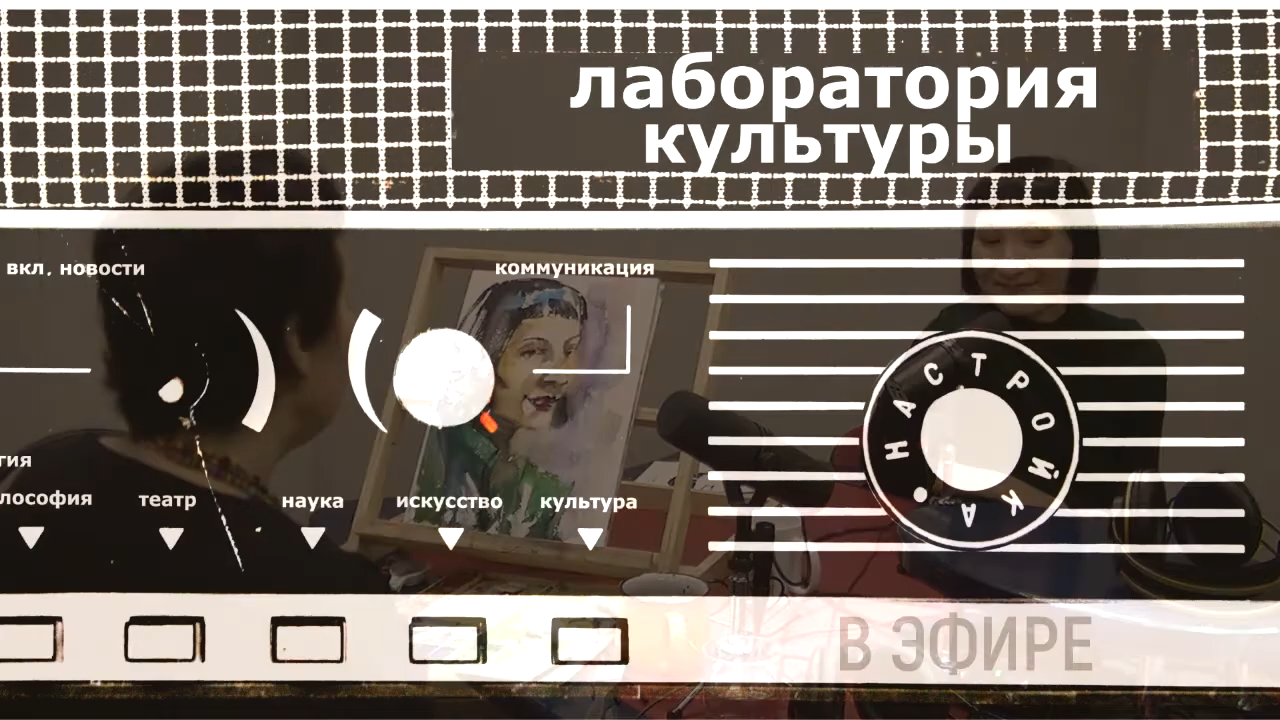 лаборатория
культуры
вкл. новости
коммуникация
НАСТРОЙКА
гия
лософия
театр
наука
искусство
культура
В ЭФИРЕ